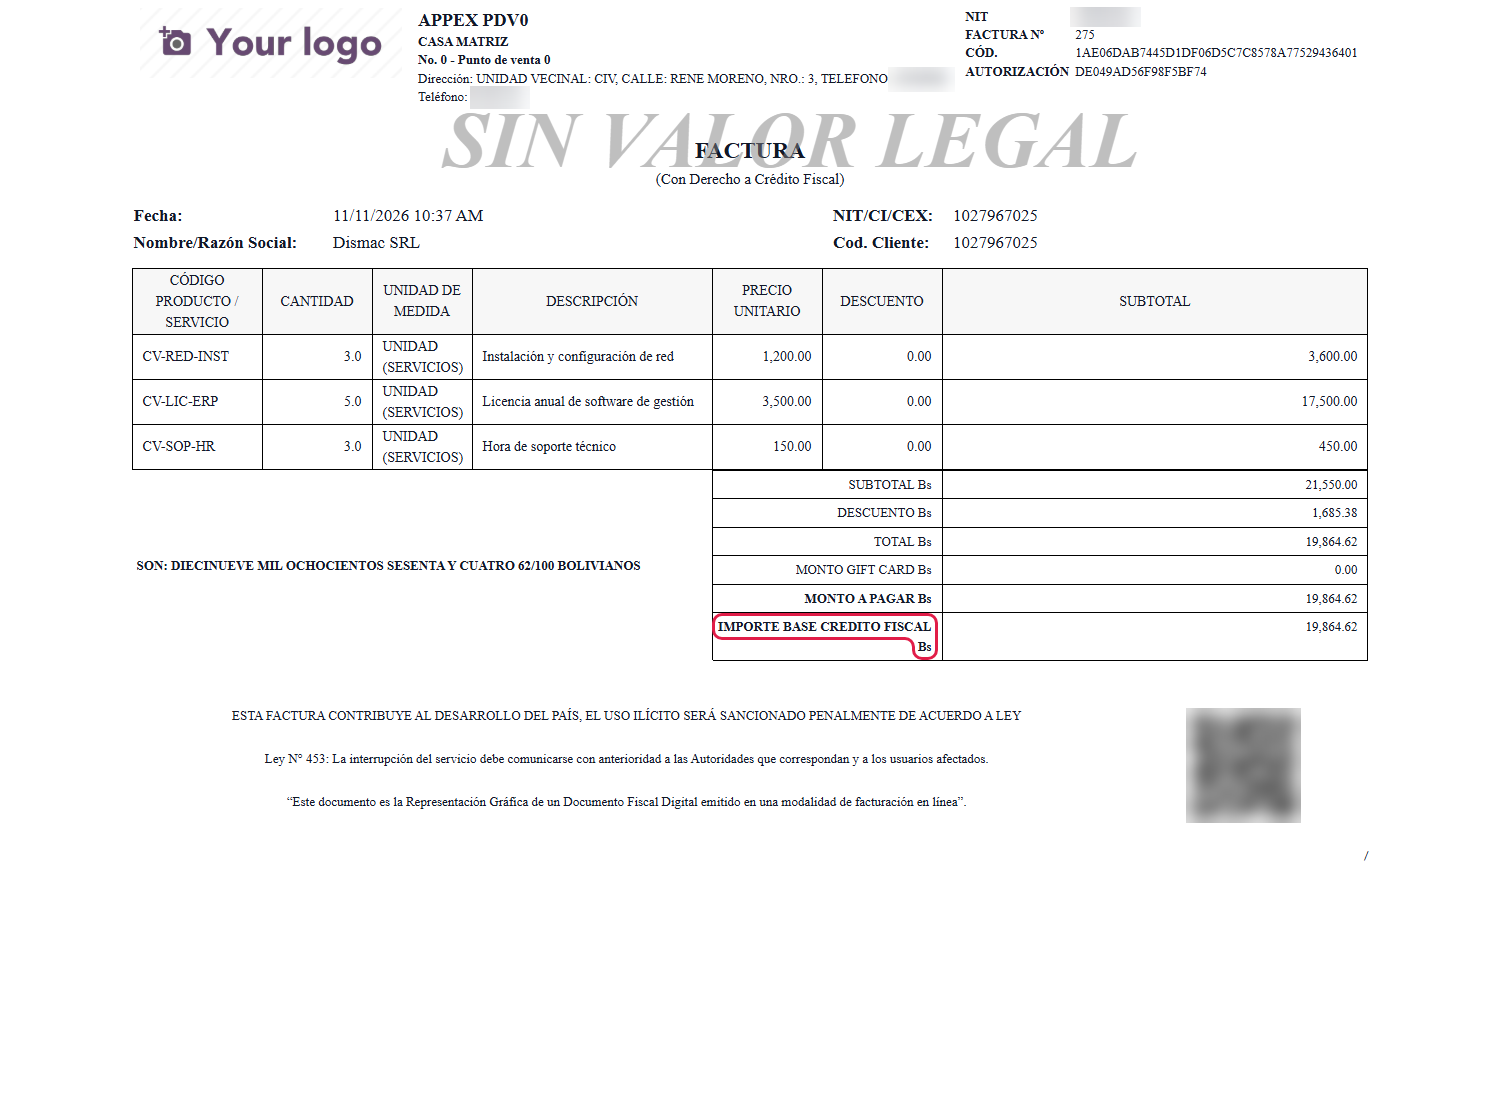 Your logo
APPEX PDV0
CASA MATRIZ
No. 0 - Punto de venta 0
Dirección: UNIDAD VECINAL: CIV, CALLE: RENE MORENO, NRO.: 3, TELEFONO
Teléfono:
NIT
FACTURA Nº 275
CÓD. 1AE06DAB7445D1DF06D5C7C8578A77529436401
AUTORIZACIÓN DE049AD56F98F5BF74
SIN VALOR LEGAL
FACTURA
(Con Derecho a Crédito Fiscal)
Fecha: 11/11/2026 10:37 AM NIT/CI/CEX: 1027967025
Nombre/Razón Social: Dismac SRL Cod. Cliente: 1027967025
CÓDIGO PRODUCTO / SERVICIO CANTIDAD UNIDAD DE MEDIDA DESCRIPCIÓN PRECIO UNITARIO DESCUENTO SUBTOTAL
CV-RED-INST 3.0 UNIDAD (SERVICIOS) Instalación y configuración de red 1,200.00 0.00 3,600.00
CV-LIC-ERP 5.0 UNIDAD (SERVICIOS) Licencia anual de software de gestión 3,500.00 0.00 17,500.00
CV-SOP-HR 3.0 UNIDAD (SERVICIOS) Hora de soporte técnico 150.00 0.00 450.00
SUBTOTAL Bs 21,550.00
DESCUENTO Bs 1,685.38
TOTAL Bs 19,864.62
SON: DIECINUEVE MIL OCHOCIENTOS SESENTA Y CUATRO 62/100 BOLIVIANOS
MONTO GIFT CARD Bs 0.00
MONTO A PAGAR Bs 19,864.62
IMPORTE BASE CREDITO FISCAL Bs 19,864.62
ESTA FACTURA CONTRIBUYE AL DESARROLLO DEL PAÍS, EL USO ILÍCITO SERÁ SANCIONADO PENALMENTE DE ACUERDO A LEY
Ley N° 453: La interrupción del servicio debe comunicarse con anterioridad a las Autoridades que correspondan y a los usuarios afectados.
“Este documento es la Representación Gráfica de un Documento Fiscal Digital emitido en una modalidad de facturación en línea”.
/